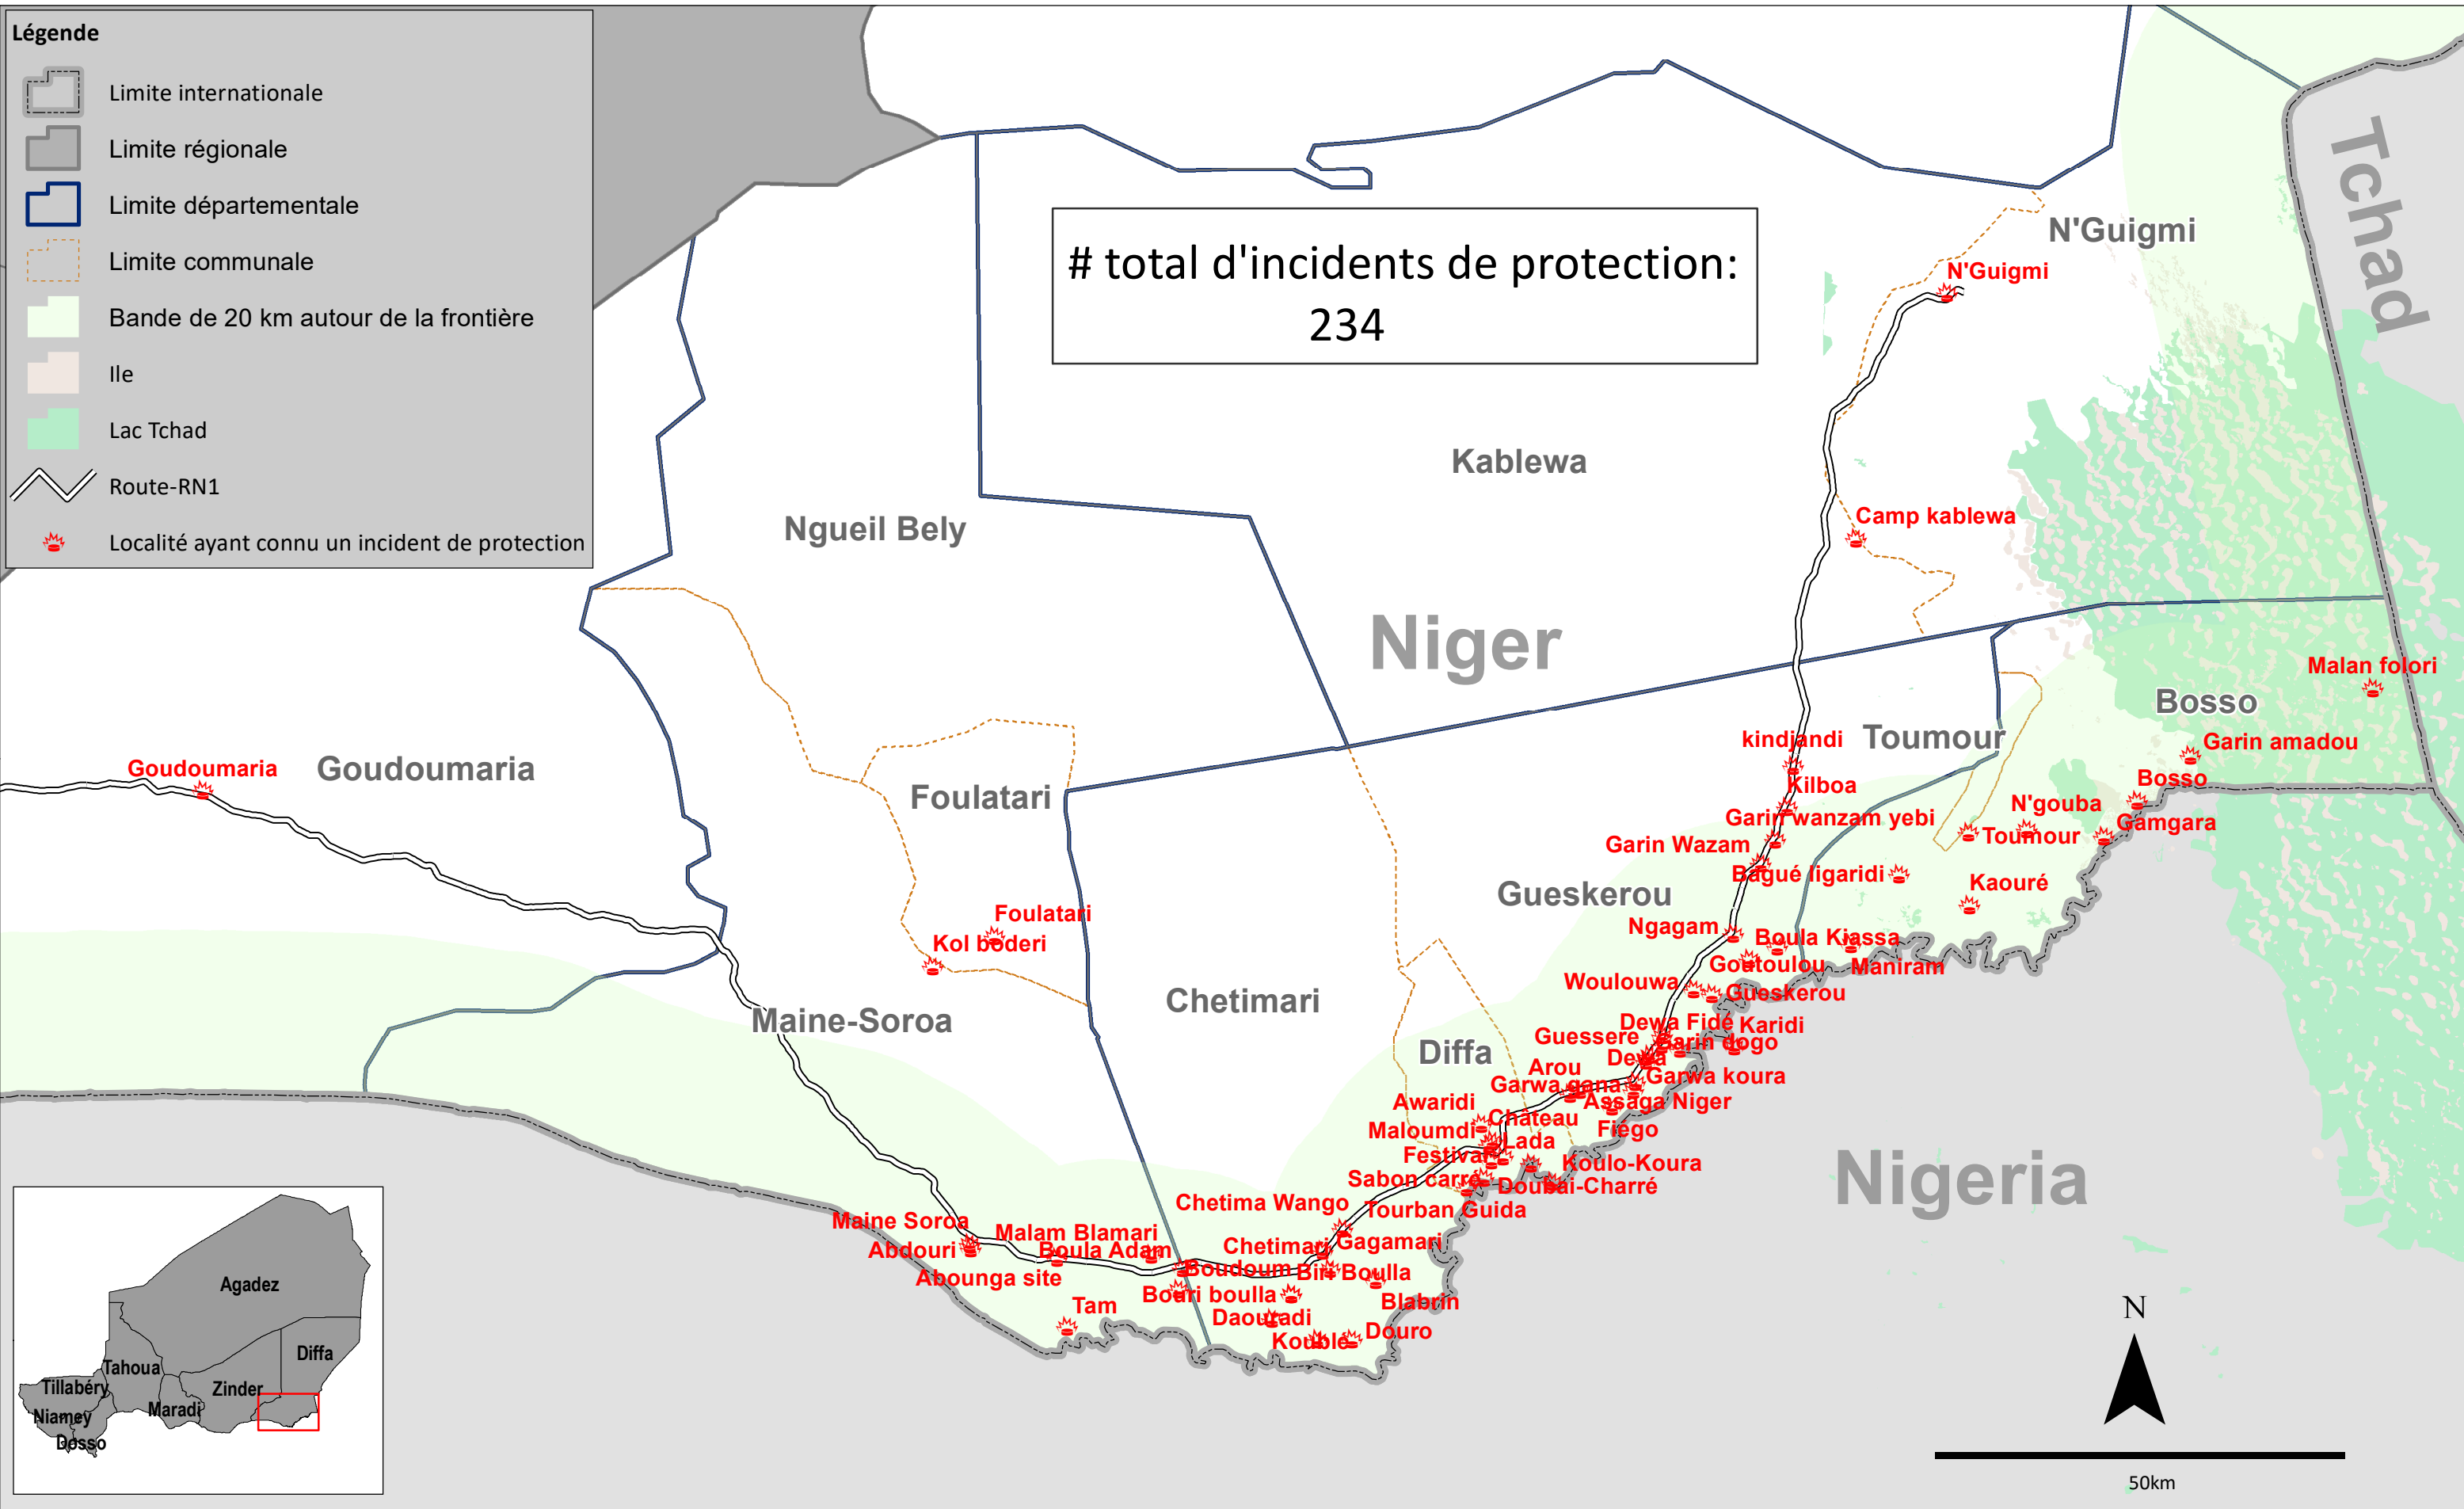 Légende
Limite internationale
Limite régionale
Limite départementale
Limite communale
Bande de 20 km autour de la frontière
Ile
Lac Tchad
Route-RN1
Localité ayant connu un incident de protection
# total d'incidents de protection:
234
Tchad
N'Guigmi
N'Guigmi
Kablewa
Camp kablewa
Ngueil Bely
Niger
Malan folori
Bosso
Toumour
kindjandi
Garin amadou
Goudoumaria
Goudoumaria
Foulatari
Kilboa
Bosso
N'gouba
Garin wanzam yebi
Gamgara
Toumour
Garin Wazam
Bagué ligaridi
Kaouré
Gueskerou
Foulatari
Kol boderi
Ngagam
Boula Kiassa
Goutoulou
Maniram
Woulouwa
Gueskerou
Chetimari
Maine-Soroa
Diffa
Dewa Fide
Karidi
Guessere
Garin dogo
Dewa
Arou
Garwa gana
Garwa koura
Awaridi
Assaga Niger
Chateau
Maloumdi
Fiégo
Lada
Festival
Koulo-Koura
Sabon carré
Doubai-Charré
Nigeria
Chetima Wango
Tourban Guida
Maine Soroa
Malam Blamari
Abdouri
Boula Adam
Chetimari
Gagamari
Abounga site
Boudoum
Biri Boulla
Bouri boulla
Blabrin
Tam
Daouradi
Kouble
Douro
Agadez
Diffa
Tahoua
Zinder
Tillabéry
Maradi
Niamey
Dosso
N
50km